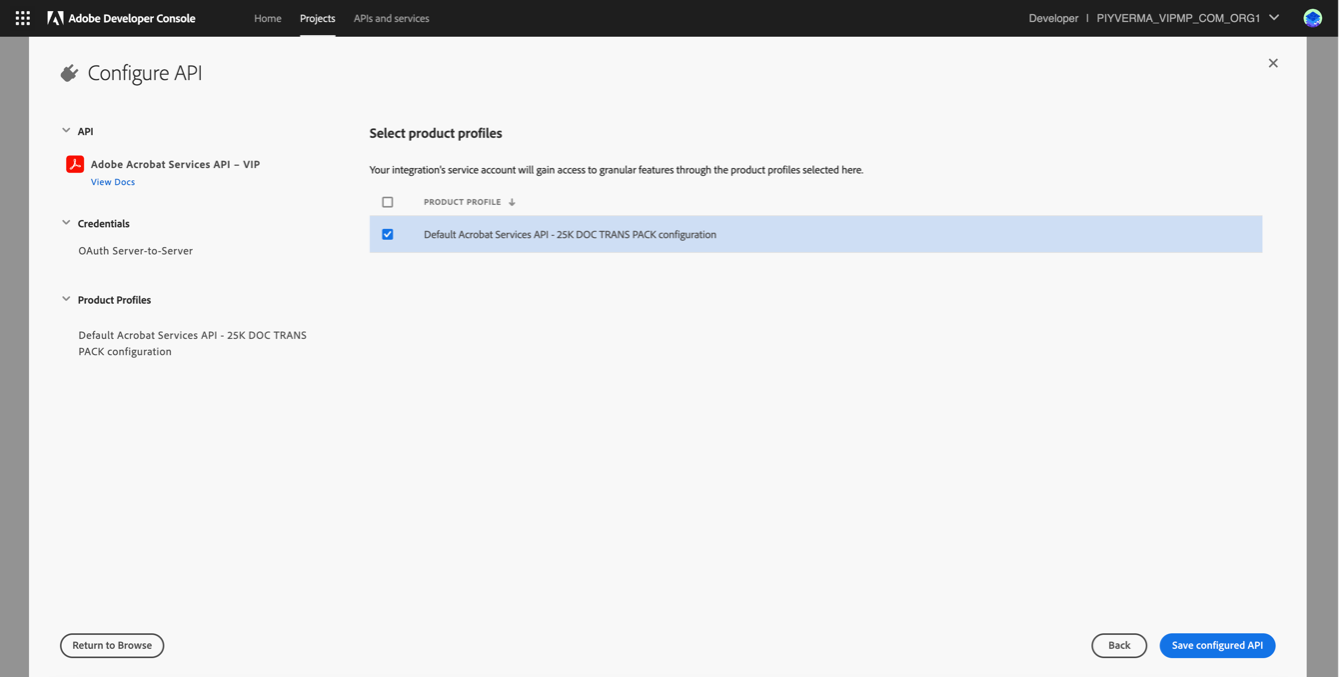 Adobe Developer Console
Home
Projects
APIs and services
Developer | PIYVERMA_VIPMP_COM_ORG1
Configure API
API
Adobe Acrobat Services API – VIP
View Docs
Credentials
OAuth Server-to-Server
Product Profiles
Default Acrobat Services API - 25K DOC TRANS
PACK configuration
Select product profiles
Your integration's service account will gain access to granular features through the product profiles selected here.
PRODUCT PROFILE
Default Acrobat Services API - 25K DOC TRANS PACK configuration
Return to Browse
Back
Save configured API